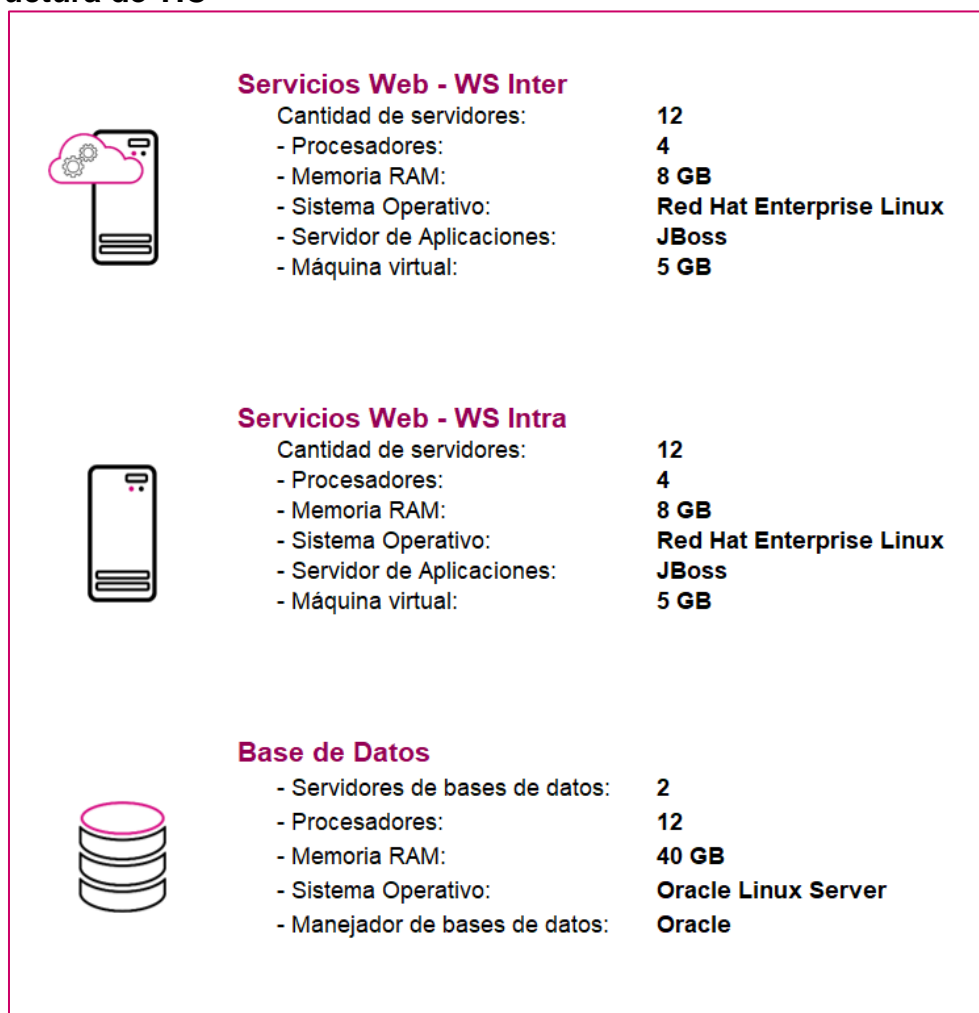 Servicios Web - WS Inter
Cantidad de servidores: 12
- Procesadores: 4
- Memoria RAM: 8 GB
- Sistema Operativo: Red Hat Enterprise Linux
- Servidor de Aplicaciones: JBoss
- Máquina virtual: 5 GB
Servicios Web - WS Intra
Cantidad de servidores: 12
- Procesadores: 4
- Memoria RAM: 8 GB
- Sistema Operativo: Red Hat Enterprise Linux
- Servidor de Aplicaciones: JBoss
- Máquina virtual: 5 GB
Base de Datos
- Servidores de bases de datos: 2
- Procesadores: 12
- Memoria RAM: 40 GB
- Sistema Operativo: Oracle Linux Server
- Manejador de bases de datos: Oracle